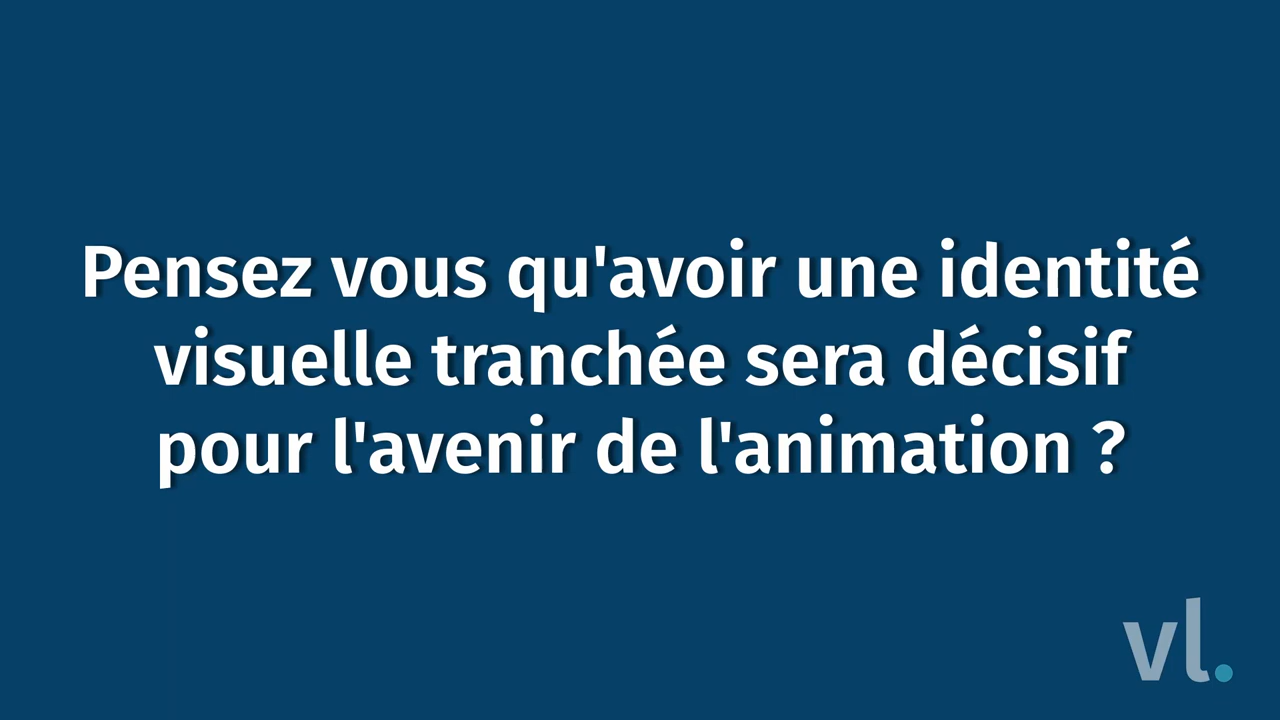 Pensez vous qu'avoir une identité
visuelle tranchée sera décisif
pour l'avenir de l'animation ?
vl.